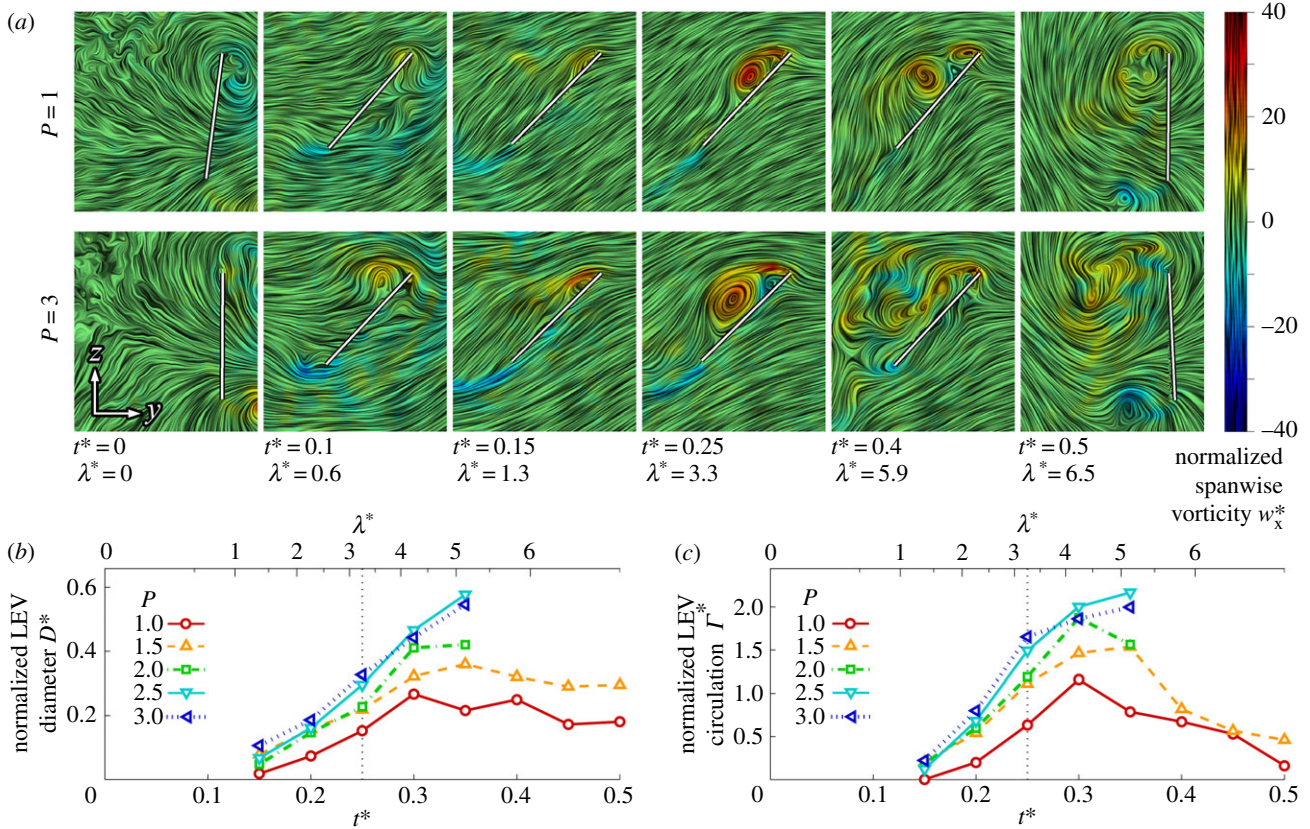 (a)
P = 1
P = 3
z
y
t* = 0
λ* = 0
t* = 0.1
λ* = 0.6
t* = 0.15
λ* = 1.3
t* = 0.25
λ* = 3.3
t* = 0.4
λ* = 5.9
t* = 0.5
λ* = 6.5
40
20
0
–20
–40
normalized
spanwise
vorticity w*x
(b)
λ*
0 1 2 3 4 5 6
normalized LEV
diameter D*
0.6
0.4
0.2
P
1.0
1.5
2.0
2.5
3.0
0 0.1 0.2 0.3 0.4 0.5
t*
(c)
λ*
0 1 2 3 4 5 6
normalized LEV
circulation Γ*
2.0
1.5
1.0
0.5
P
1.0
1.5
2.0
2.5
3.0
0 0.1 0.2 0.3 0.4 0.5
t*